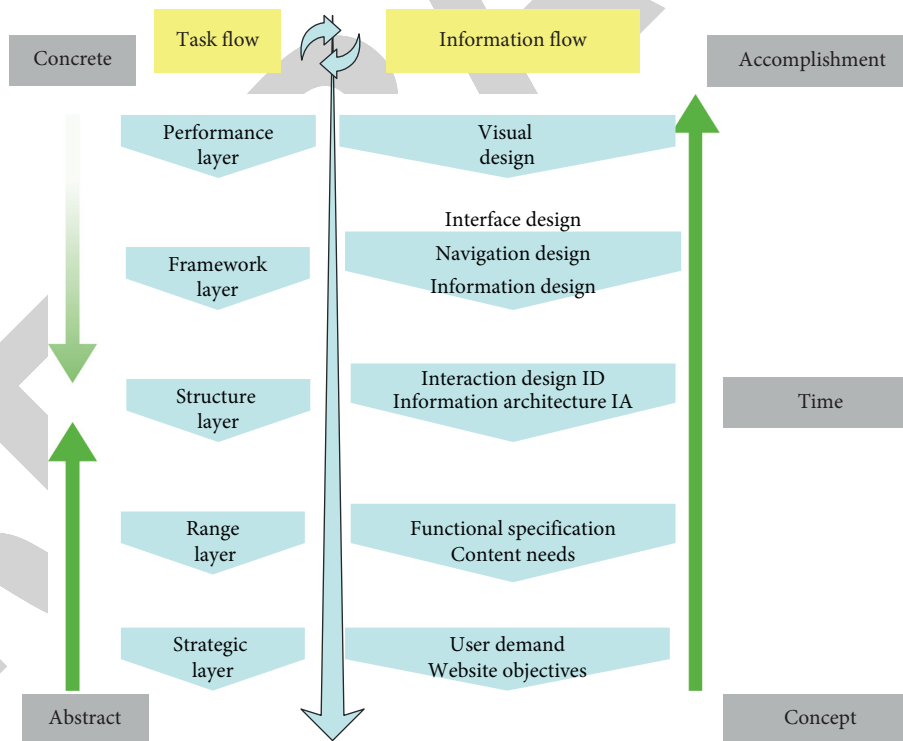 Concrete
Task flow
Information flow
Accomplishment
Performance
layer
Visual
design
Framework
layer
Interface design
Navigation design
Information design
Structure
layer
Interaction design ID
Information architecture IA
Time
Range
layer
Functional specification
Content needs
Strategic
layer
User demand
Website objectives
Abstract
Concept